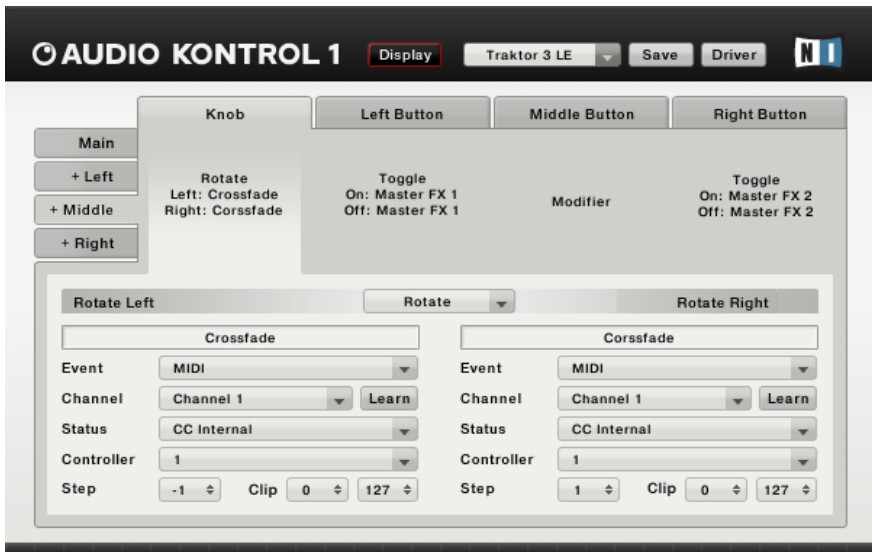 AUDIO KONTROL 1 Display Traktor 3 LE Save Driver NI
Knob Left Button Middle Button Right Button
Main
+ Left
+ Middle
+ Right
Rotate
Left: Crossfade
Right: Corssfade
Toggle
On: Master FX 1
Off: Master FX 1
Modifier
Toggle
On: Master FX 2
Off: Master FX 2
Rotate Left Rotate Rotate Right
Crossfade Corssfade
Event MIDI Event MIDI
Channel Channel 1 Learn Channel Channel 1 Learn
Status CC Internal Status CC Internal
Controller 1 Controller 1
Step -1 Clip 0 127 Step 1 Clip 0 127